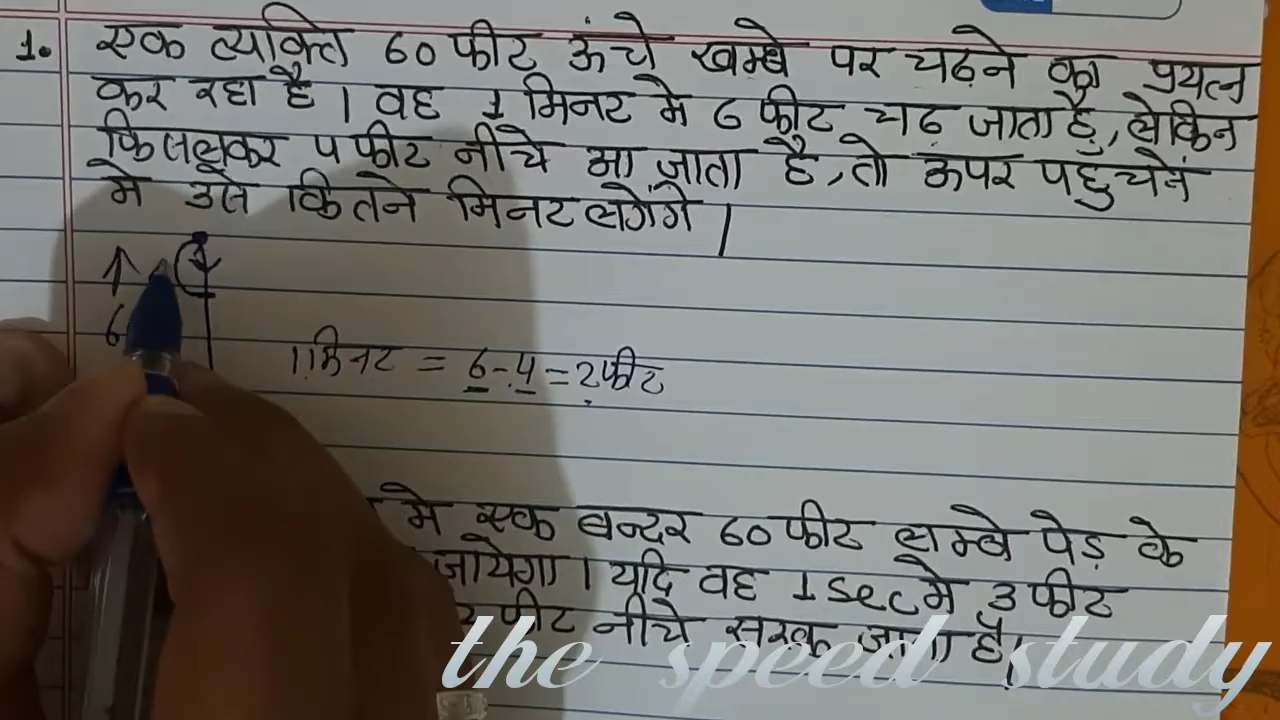 1. एक व्यक्ति 60 फीट ऊंचे खम्बे पर चढ़ने का प्रयत्न
कर रहा है। वह 1 मिनट मे 6 फीट चढ़ जाता है, लेकिन
फिसलकर 4 फीट नीचे आ जाता है, तो ऊपर पहुचने
मे उसे कितने मिनट लगेंगे।
6
1 मिनट = 6-4=2 फीट
मे एक बन्दर 60 फीट लम्बे पेड़ के
जायेगा। यदि वह 1 sec मे 3 फीट
2 फीट नीचे सरक जाता है।
the speed study